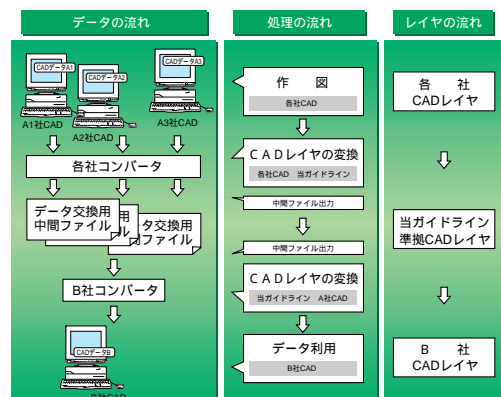 データの流れ
CADデータA1
CADデータA2
CADデータA3
A1社CAD
A2社CAD
A3社CAD
各社コンバータ
データ交換用
中間ファイル
用
ル
タ交換用
間ファイル
B社コンバータ
CADデータB
B社CAD
処理の流れ
作 図
各社CAD
CADレイヤの変換
各社CAD 当ガイドライン
中間ファイル出力
中間ファイル出力
CADレイヤの変換
当ガイドライン A社CAD
データ利用
B社CAD
レイヤの流れ
各 社
CADレイヤ
当ガイドライン
準拠CADレイヤ
B 社
CADレイヤ